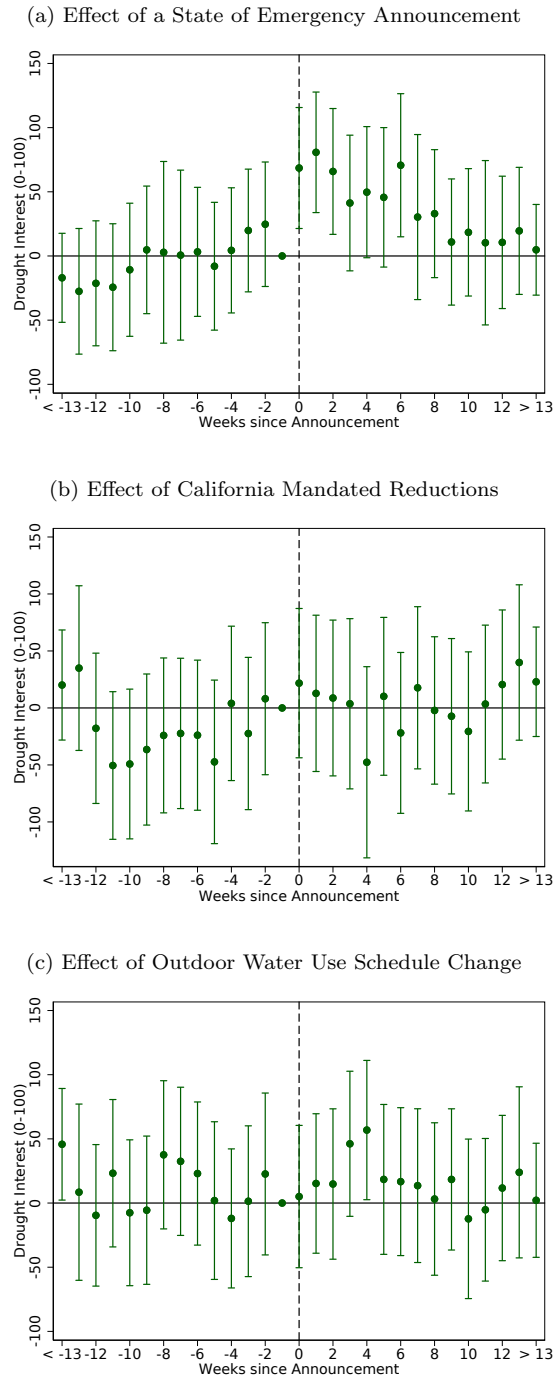 (a) Effect of a State of Emergency Announcement
Drought Interest (0-100)
150
100
50
0
-50
-100
< -13 -12 -10 -8 -6 -4 -2 0 2 4 6 8 10 12 > 13
Weeks since Announcement
(b) Effect of California Mandated Reductions
Drought Interest (0-100)
150
100
50
0
-50
-100
< -13 -12 -10 -8 -6 -4 -2 0 2 4 6 8 10 12 > 13
Weeks since Announcement
(c) Effect of Outdoor Water Use Schedule Change
Drought Interest (0-100)
150
100
50
0
-50
-100
< -13 -12 -10 -8 -6 -4 -2 0 2 4 6 8 10 12 > 13
Weeks since Announcement